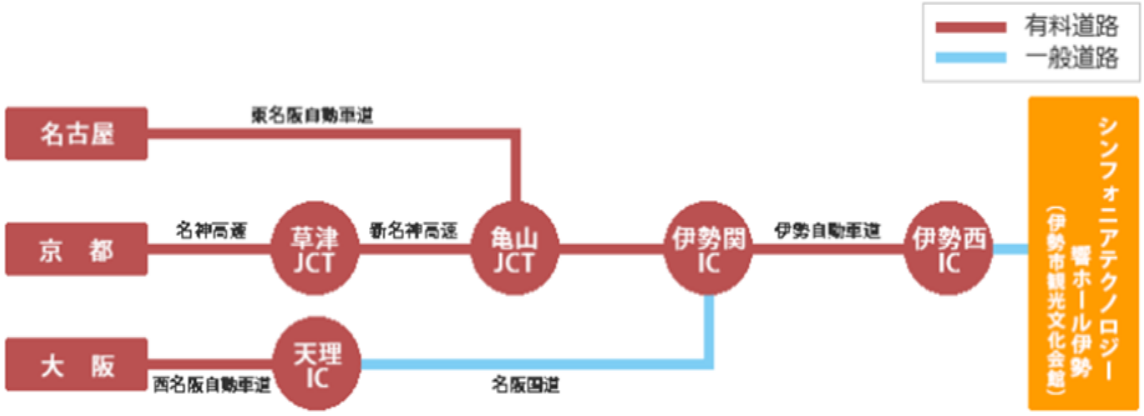 有料道路
一般道路
名古屋
東名阪自動車道
京 都
名神高速
草津
JCT
新名神高速
亀山
JCT
伊勢関
IC
伊勢自動車道
伊勢西
IC
大 阪
西名阪自動車道
天理
IC
名阪国道
シンフォニアテクノロジー
響ホール伊勢
(伊勢市観光文化会館)